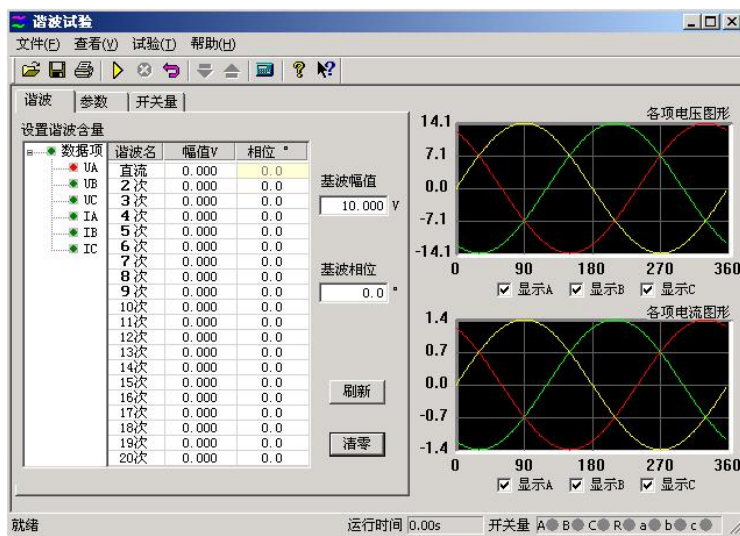 谐波试验
文件(F) 查看(V) 试验(T) 帮助(H)
谐波 参数 开关量
设置谐波含量
数据项
UA
UB
UC
IA
IB
IC
谐波名 幅值V 相位 °
直流 0.000 0.0
2次 0.000 0.0
3次 0.000 0.0
4次 0.000 0.0
5次 0.000 0.0
6次 0.000 0.0
7次 0.000 0.0
8次 0.000 0.0
9次 0.000 0.0
10次 0.000 0.0
11次 0.000 0.0
12次 0.000 0.0
13次 0.000 0.0
14次 0.000 0.0
15次 0.000 0.0
16次 0.000 0.0
17次 0.000 0.0
18次 0.000 0.0
19次 0.000 0.0
20次 0.000 0.0
基波幅值
10.000 V
基波相位
0.0 °
刷新
清零
各项电压图形
14.1
7.1
0.0
-7.1
-14.1
0 90 180 270 360
显示A 显示B 显示C
各项电流图形
1.4
0.7
0.0
-0.7
-1.4
0 90 180 270 360
显示A 显示B 显示C
就绪 运行时间 0.00s 开关量 A B C R a b c